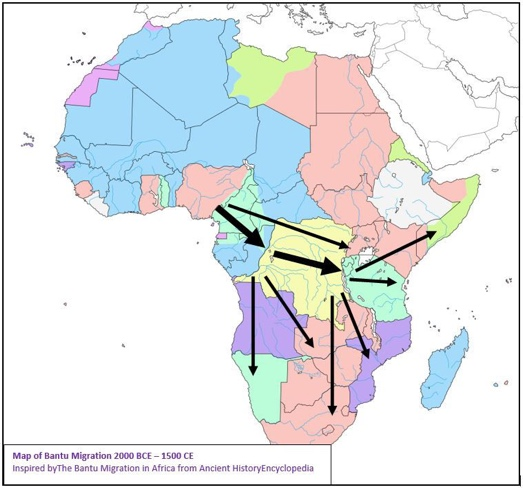 Map of Bantu Migration 2000 BCE – 1500 CE
Inspired byThe Bantu Migration in Africa from Ancient HistoryEncyclopedia